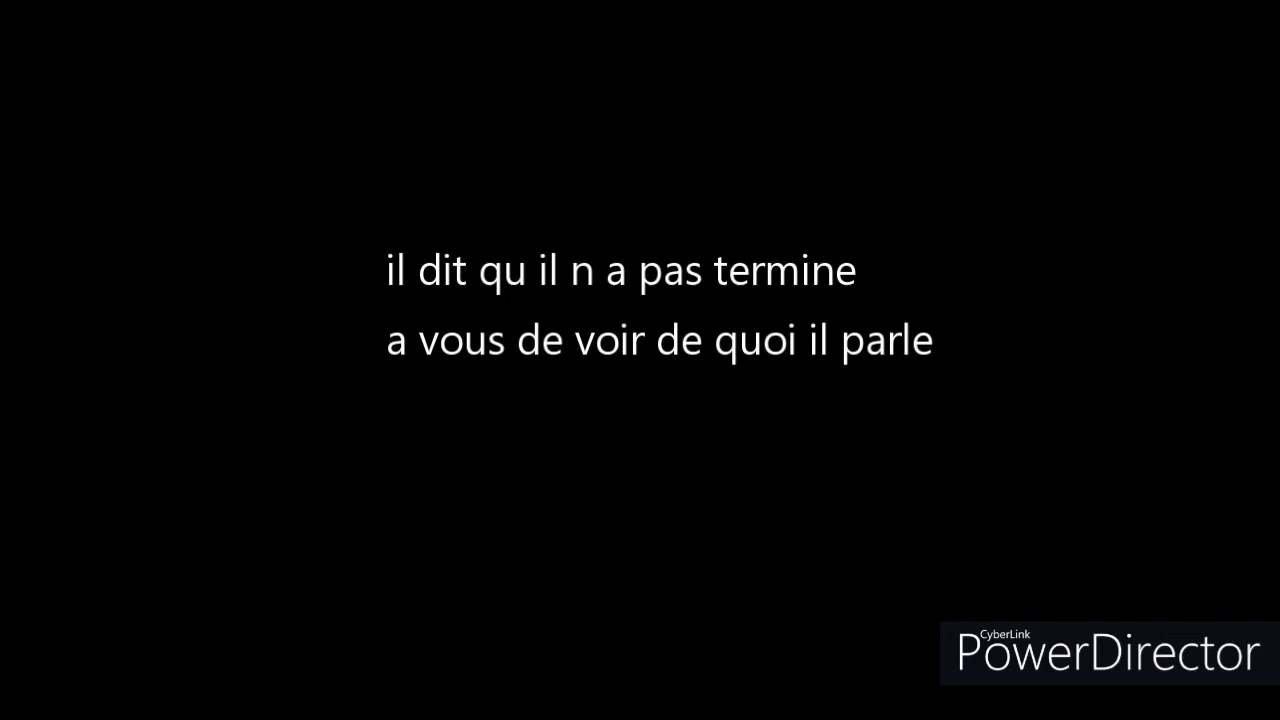 il dit qu il n a pas termine
a vous de voir de quoi il parle
CyberLink
PowerDirector